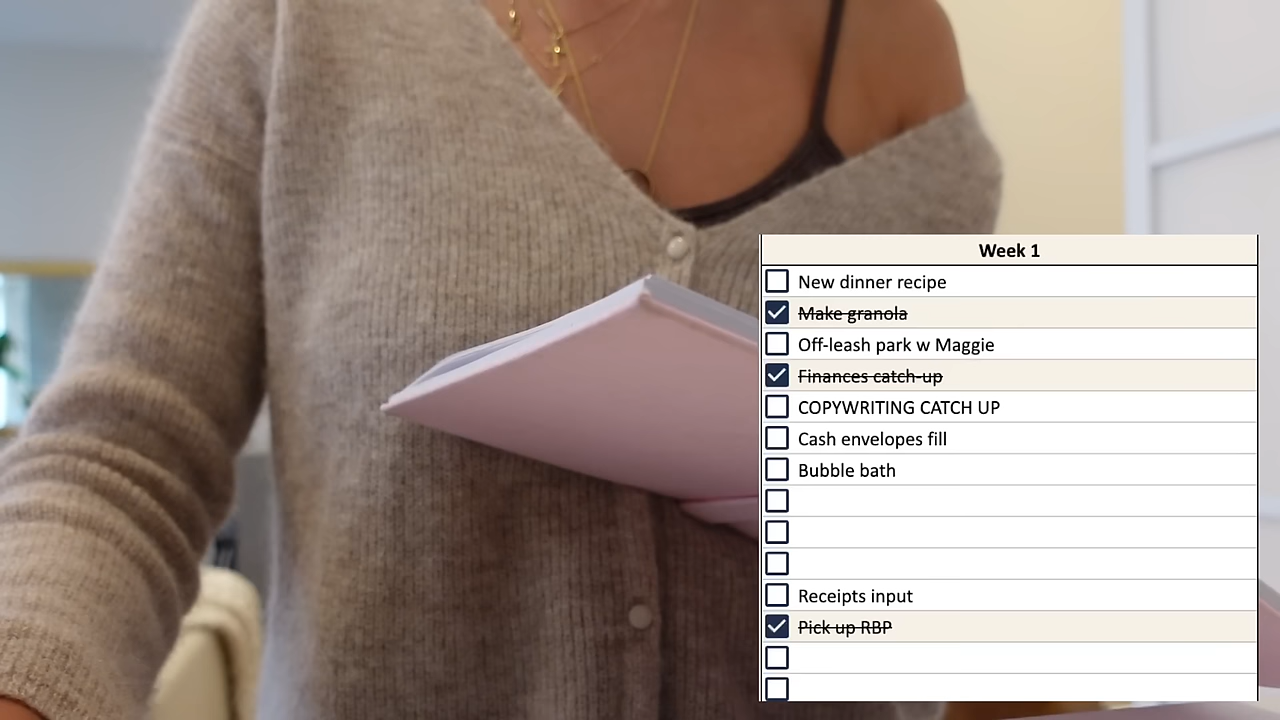 Week 1
New dinner recipe
Make granola
Off-leash park w Maggie
Finances catch-up
COPYWRITING CATCH UP
Cash envelopes fill
Bubble bath
Receipts input
Pick up RBP